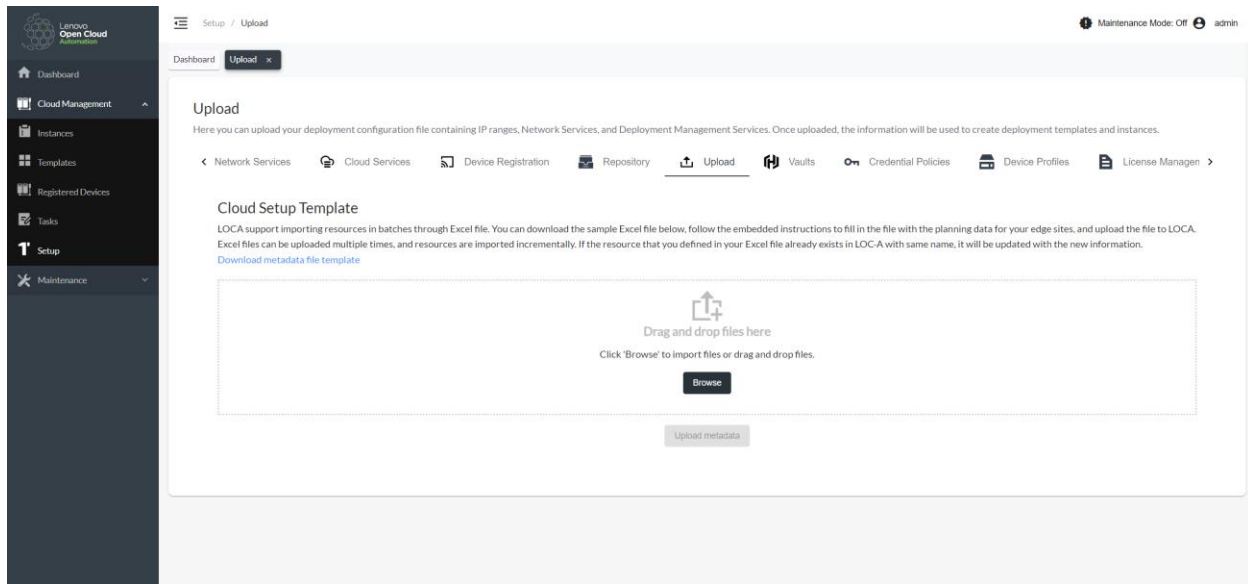 Lenovo
Open Cloud
Automation
Dashboard
Cloud Management
Instances
Templates
Registered Devices
Tasks
Setup
Maintenance
Setup / Upload
Maintenance Mode: Off admin
Dashboard Upload ×
Upload
Here you can upload your deployment configuration file containing IP ranges, Network Services, and Deployment Management Services. Once uploaded, the information will be used to create deployment templates and instances.
Network Services Cloud Services Device Registration Repository Upload Vaults Credential Policies Device Profiles License Managen
Cloud Setup Template
LOCA support importing resources in batches through Excel file. You can download the sample Excel file below, follow the embedded instructions to fill in the file with the planning data for your edge sites, and upload the file to LOCA.
Excel files can be uploaded multiple times, and resources are imported incrementally. If the resource that you defined in your Excel file already exists in LOC-A with same name, it will be updated with the new information.
Download metadata file template
Drag and drop files here
Click 'Browse' to import files or drag and drop files.
Browse
Upload metadata